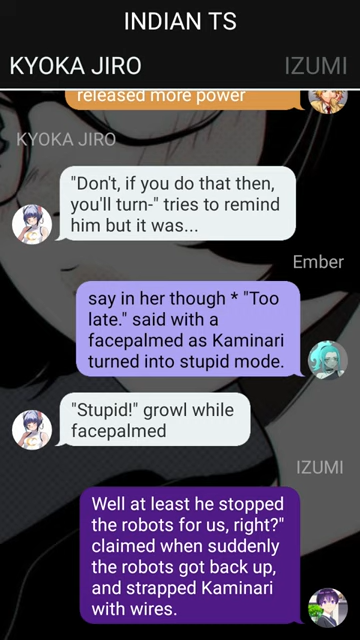 INDIAN TS
KYOKA JIRO
IZUMI
released more power
KYOKA JIRO
"Don't, if you do that then,
you'll turn-" tries to remind
him but it was...
Ember
say in her though * "Too
late." said with a
facepalmed as Kaminari
turned into stupid mode.
"Stupid!" growl while
facepalmed
IZUMI
Well at least he stopped
the robots for us, right?"
claimed when suddenly
the robots got back up,
and strapped Kaminari
with wires.